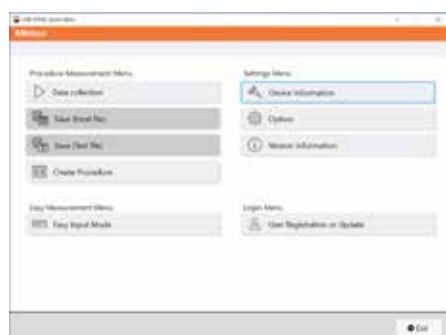 Procedure Measurement Menu
Data collection
Save (Excel file)
Save (Text file)
Create Procedure
Easy Measurement Menu
Easy Input Mode
Settings Menu
Device Information
Option
Version Information
Login Menu
User Registration or Update
Exit